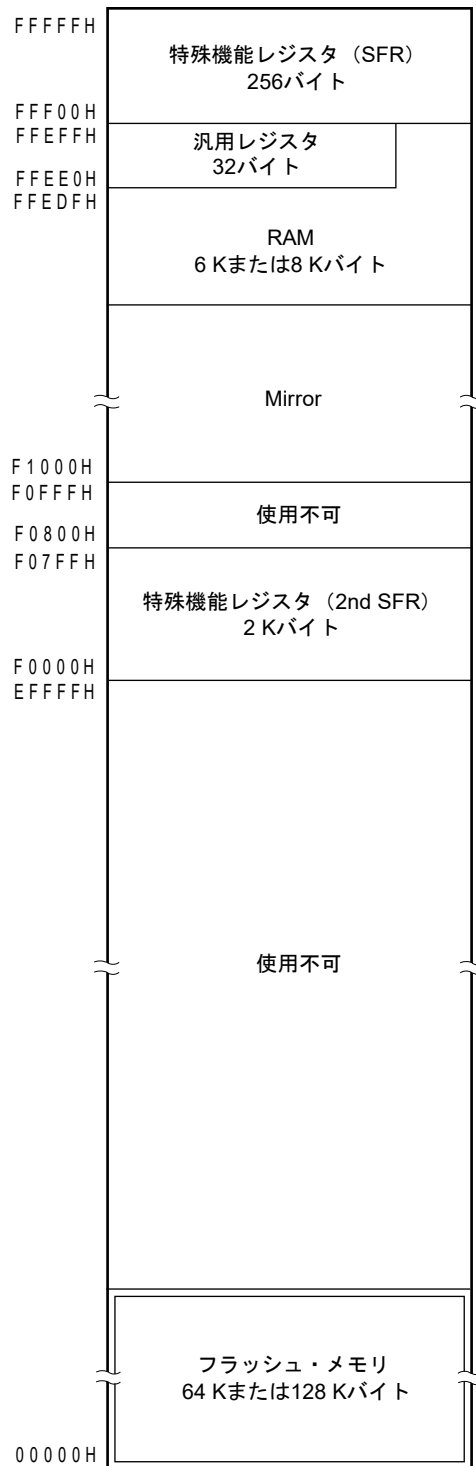 FFFFFH
特殊機能レジスタ（SFR）
256バイト
FFF00H
FFEFFH
汎用レジスタ
32バイト
FFEE0H
FFEDFH
RAM
6 Kまたは8 Kバイト
Mirror
F1000H
F0FFFH
使用不可
F0800H
F07FFH
特殊機能レジスタ（2nd SFR）
2 Kバイト
F0000H
EFFFFH
使用不可
フラッシュ・メモリ
64 Kまたは128 Kバイト
00000H